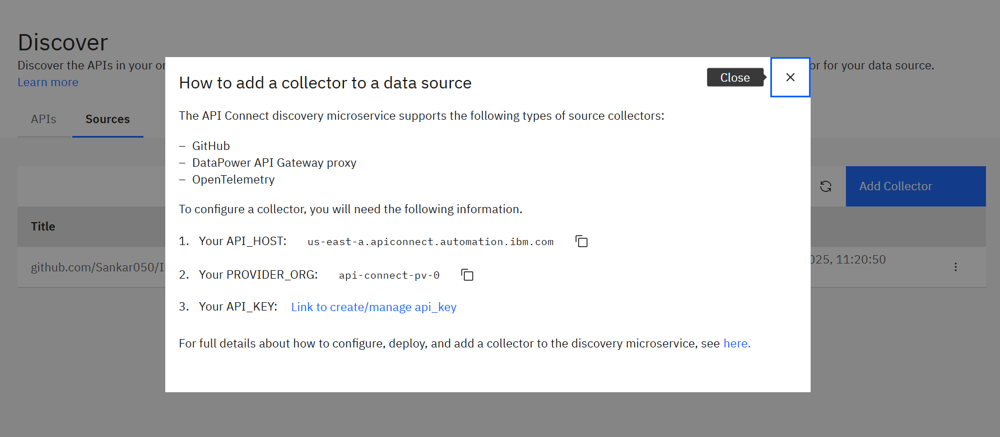 Discover
Discover the APIs in your or for your data source.
Learn more
APIs Sources
Add Collector
Title
github.com/Sankar050/ 025, 11:20:50
How to add a collector to a data source
Close
The API Connect discovery microservice supports the following types of source collectors:
– GitHub
– DataPower API Gateway proxy
– OpenTelemetry
To configure a collector, you will need the following information.
1. Your API_HOST: us-east-a.apiconnect.automation.ibm.com
2. Your PROVIDER_ORG: api-connect-pv-0
3. Your API_KEY: Link to create/manage api_key
For full details about how to configure, deploy, and add a collector to the discovery microservice, see here.